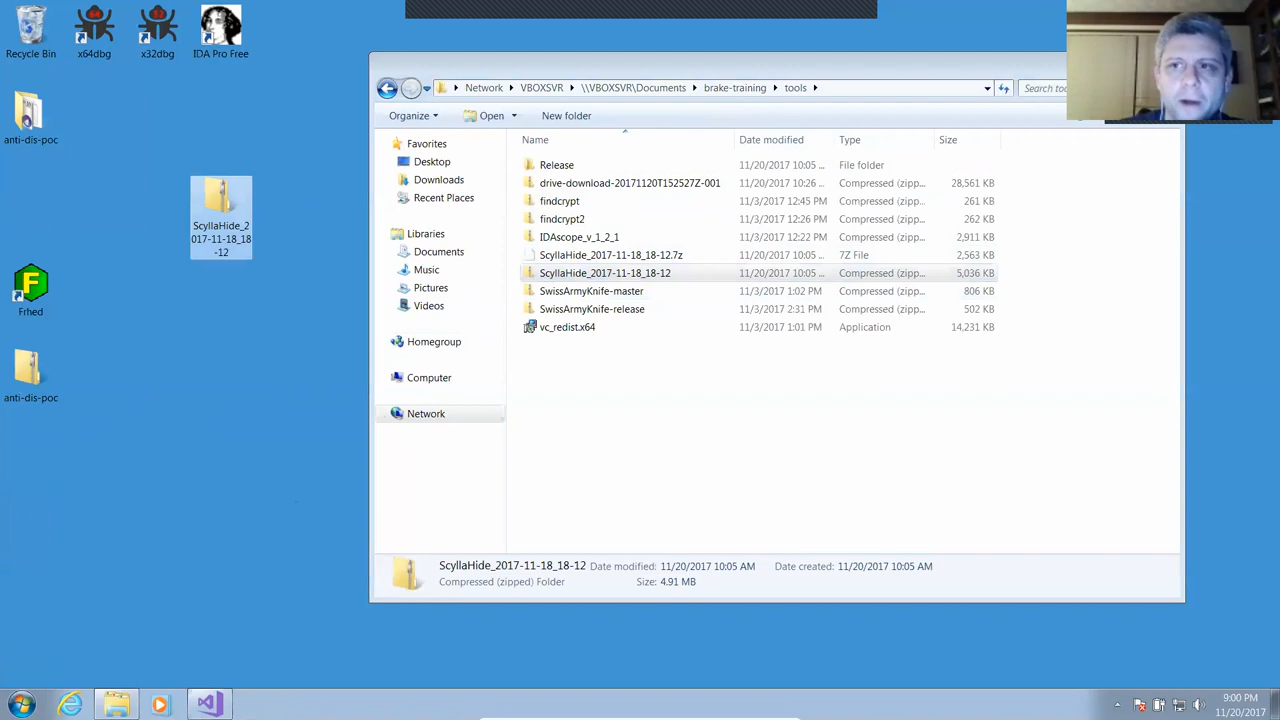 Recycle Bin
x64dbg
x32dbg
IDA Pro Free
anti-dis-poc
ScyllaHide_2
017-11-18_18
-12
Frhed
anti-dis-poc
Network
VBOXSVR
\\VBOXSVR\Documents
brake-training
tools
Search too
Organize
Open
New folder
Name
Date modified
Type
Size
Favorites
Desktop
Downloads
Recent Places
Libraries
Documents
Music
Pictures
Videos
Homegroup
Computer
Network
Release 11/20/2017 10:05 ... File folder
drive-download-20171120T152527Z-001 11/20/2017 10:26 ... Compressed (zipp... 28,561 KB
findcrypt 11/3/2017 12:45 PM Compressed (zipp... 261 KB
findcrypt2 11/3/2017 12:26 PM Compressed (zipp... 262 KB
IDAscope_v_1_2_1 11/3/2017 12:22 PM Compressed (zipp... 2,911 KB
ScyllaHide_2017-11-18_18-12.7z 11/20/2017 10:05 ... 7Z File 2,563 KB
ScyllaHide_2017-11-18_18-12 11/20/2017 10:05 ... Compressed (zipp... 5,036 KB
SwissArmyKnife-master 11/3/2017 1:02 PM Compressed (zipp... 806 KB
SwissArmyKnife-release 11/3/2017 2:31 PM Compressed (zipp... 502 KB
vc_redist.x64 11/3/2017 1:01 PM Application 14,231 KB
ScyllaHide_2017-11-18_18-12 Date modified: 11/20/2017 10:05 AM Date created: 11/20/2017 10:05 AM
Compressed (zipped) Folder Size: 4.91 MB
9:00 PM
11/20/2017